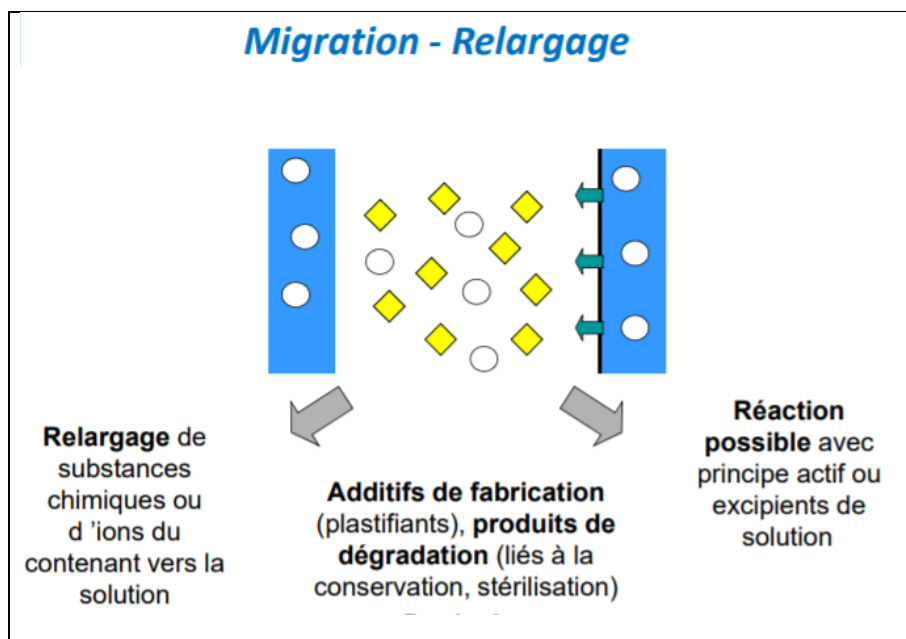 Migration - Relargage
Relargage de
substances
chimiques ou
d ’ions du
contenant vers la
solution
Additifs de fabrication
(plastifiants), produits de
dégradation (liés à la
conservation, stérilisation)
Réaction
possible avec
principe actif ou
excipients de
solution